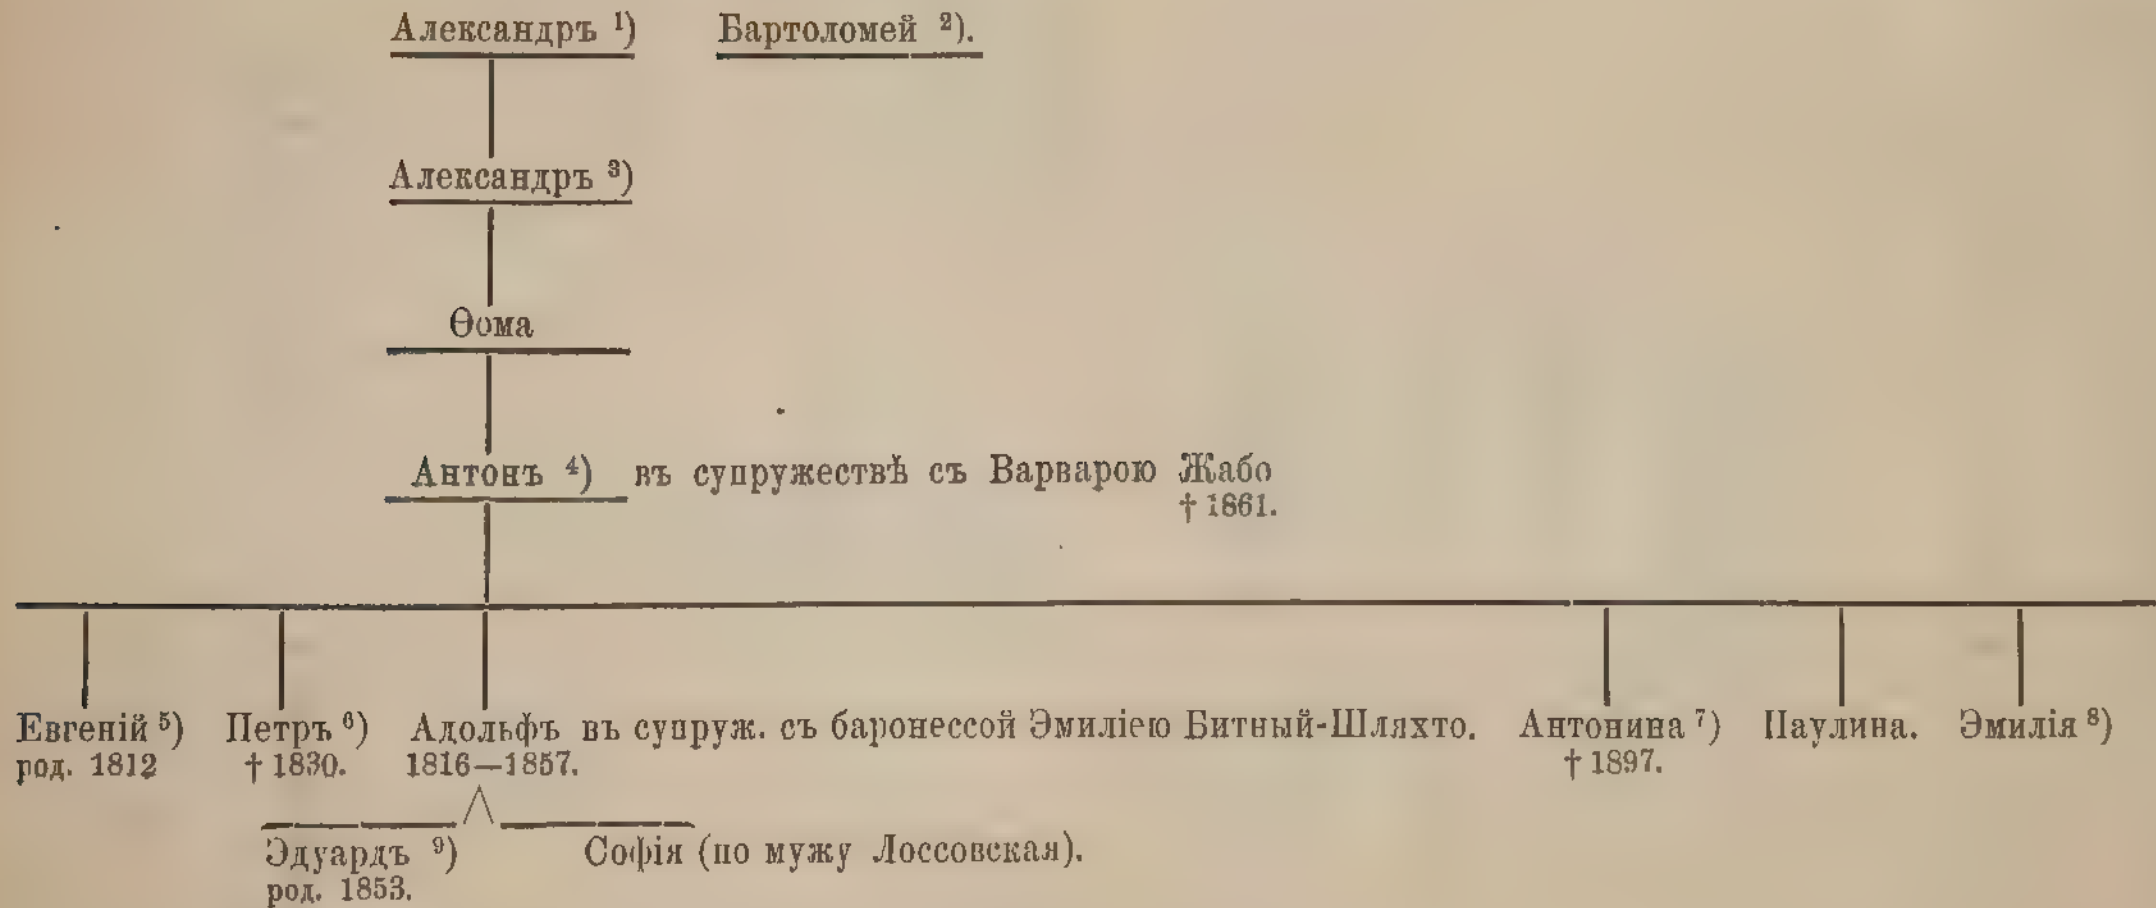 Александръ ¹) Бартоломей ²).
Александръ ³)
Ѳома
Антонъ ⁴) въ супружествѣ съ Варварою Жабо
† 1861.
Евгеній ⁵) Петръ ⁶) Адольфъ въ супруж. съ баронессой Эмиліею Битный-Шляхто. Антонина ⁷) Паулина. Эмилія ⁸)
род. 1812 † 1830. 1816—1857. † 1897.
Эдуардъ ⁹) Софія (по мужу Лоссовская).
род. 1853.